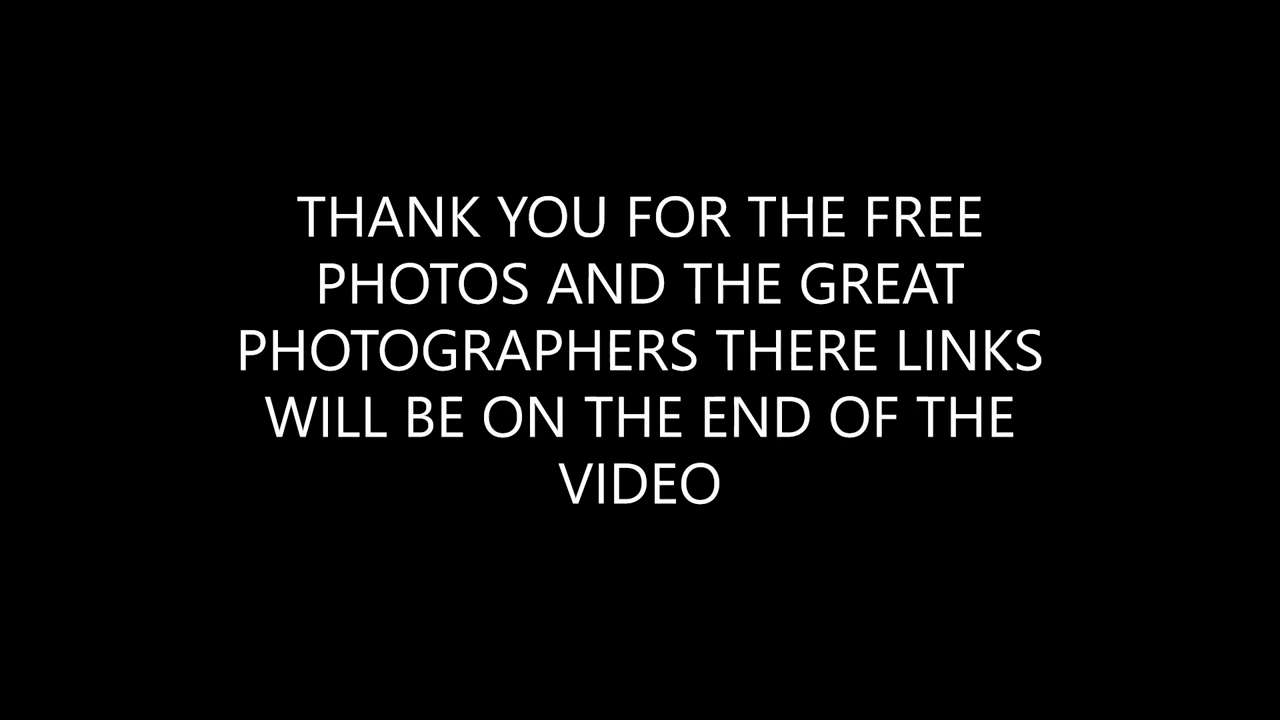 THANK YOU FOR THE FREE
PHOTOS AND THE GREAT
PHOTOGRAPHERS THERE LINKS
WILL BE ON THE END OF THE
VIDEO